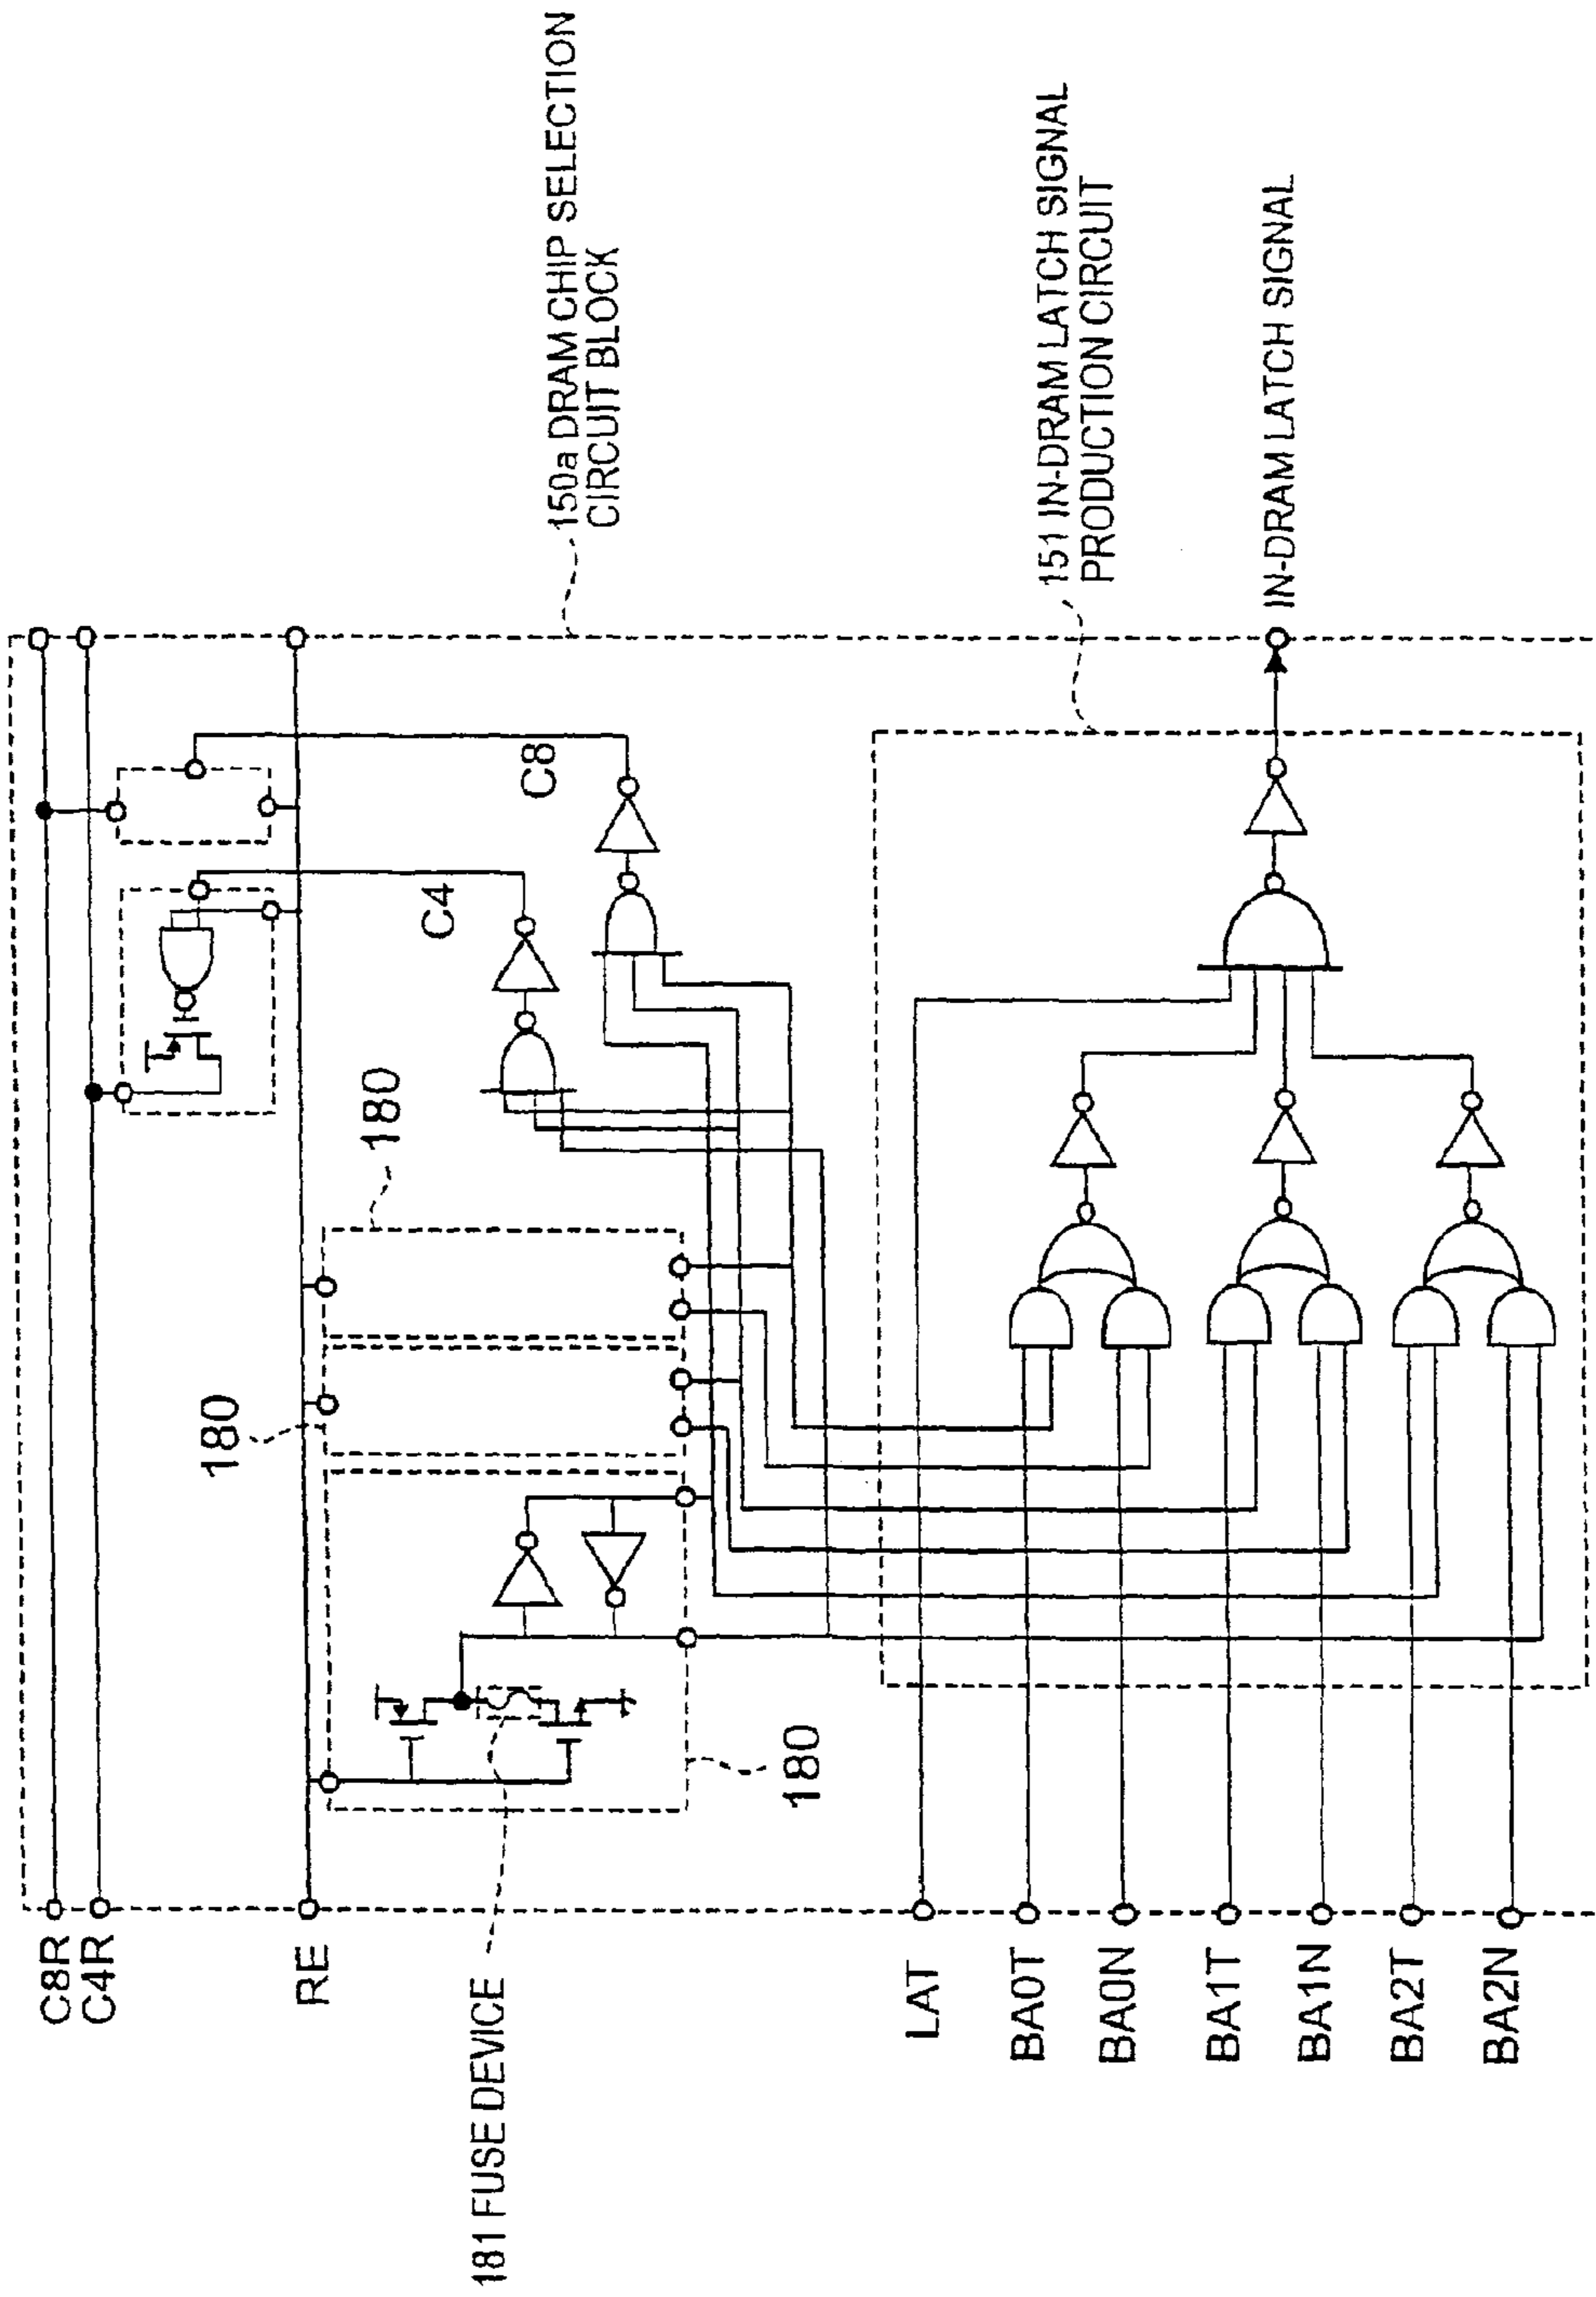 C8R
C4R
RE
181 FUSE DEVICE
LAT
BA0T
BA0N
BA1T
BA1N
BA2T
BA2N
180
180
180
C4
C8
150a DRAM CHIP SELECTION
CIRCUIT BLOCK
151 IN-DRAM LATCH SIGNAL
PRODUCTION CIRCUIT
IN-DRAM LATCH SIGNAL